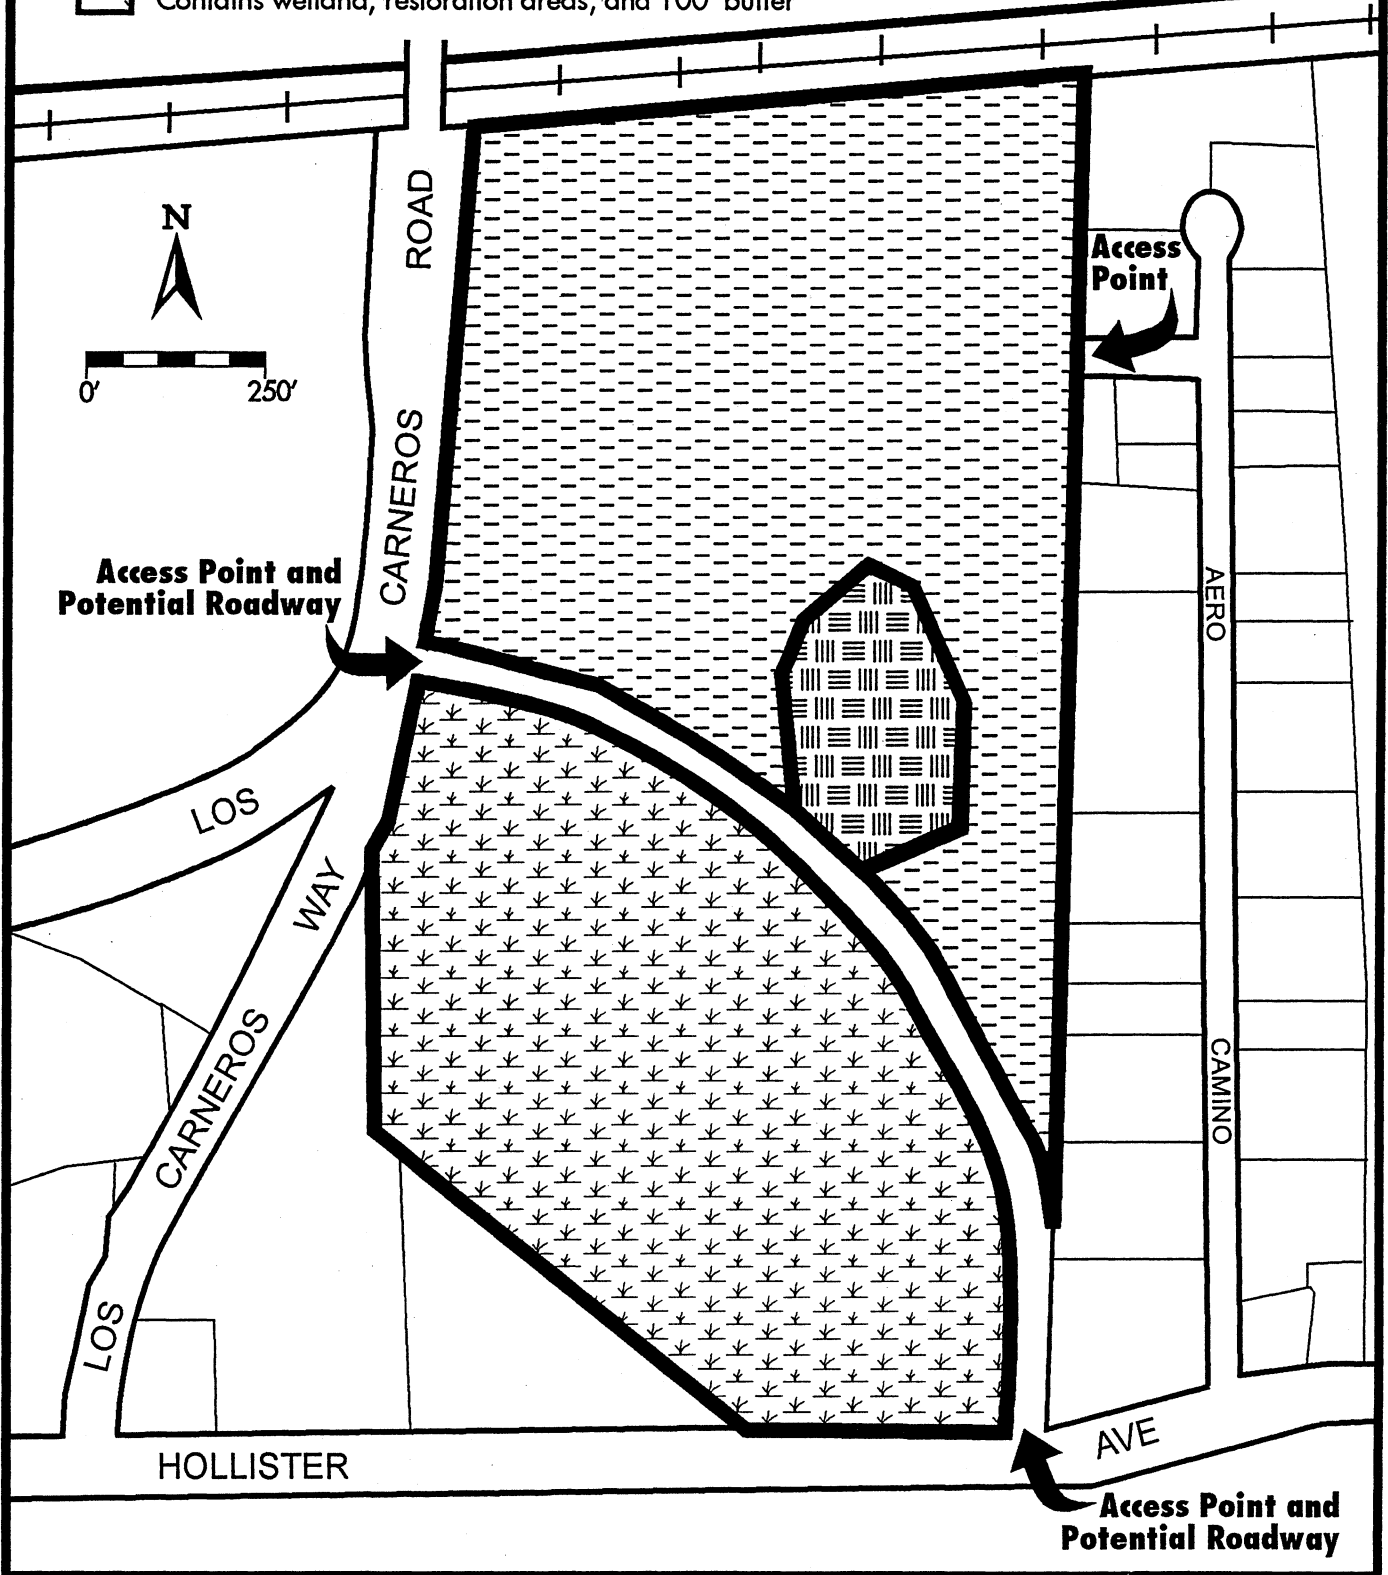 Contains wetland, restoration areas, and 100' buffer
ROAD
N
Access
Point
0' 250'
CARNEROS
Access Point and
Potential Roadway
AERO
LOS
WAY
CARNEROS
CAMINO
LOS
AVE
HOLLISTER
Access Point and
Potential Roadway